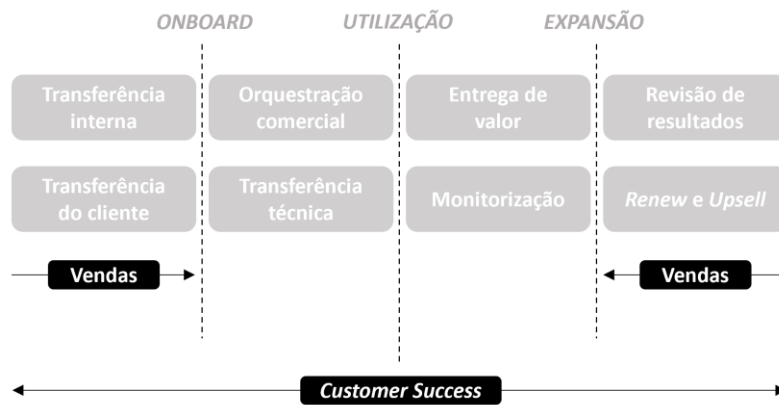 ONBOARD UTILIZAÇÃO EXPANSÃO
Transferência interna
Orquestração comercial
Entrega de valor
Revisão de resultados
Transferência do cliente
Transferência técnica
Monitorização
Renew e Upsell
Vendas
Vendas
Customer Success